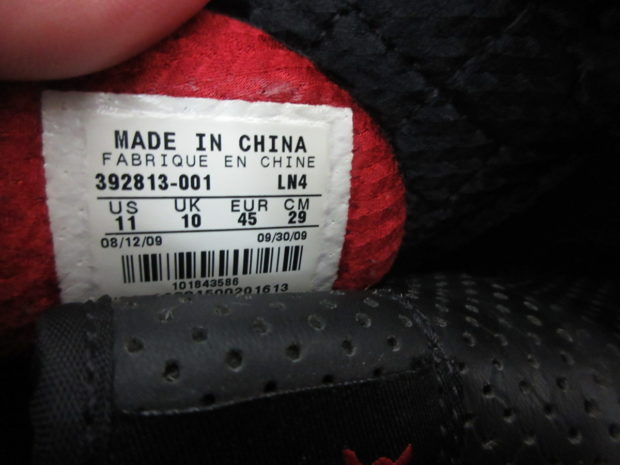 MADE IN CHINA
FABRIQUE EN CHINE
392813-001 LN4
US UK EUR CM
11 10 45 29
08/12/09 09/30/09
101843586